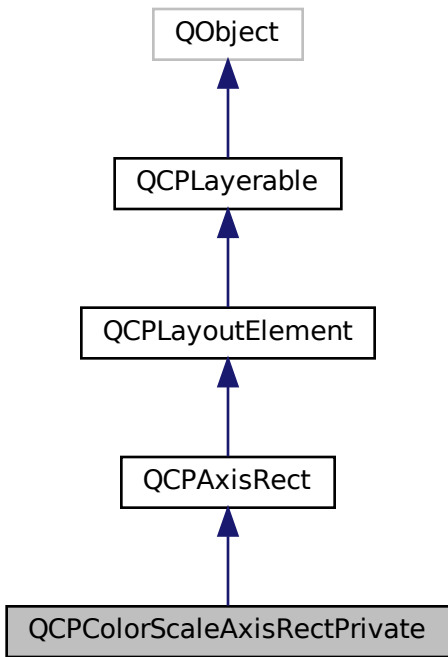 QObject
QCPLayerable
QCPLayoutElement
QCPAxisRect
QCPColorScaleAxisRectPrivate